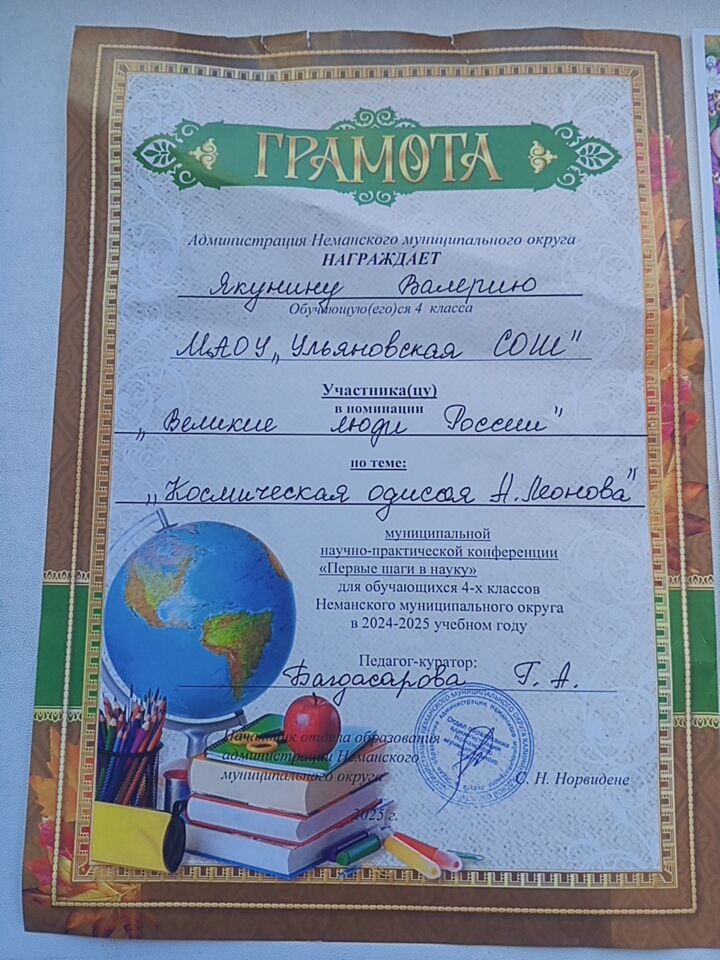 ГРАМОТА
Администрация Неманского муниципального округа
НАГРАЖДАЕТ
Якунину Валерию
Обучающую(его)ся 4 класса
МАОУ „Ульяновская СОШ"
Участника(цу)
в номинации
„Великие люди России"
по теме:
„Космическая одиссея А. Леонова"
муниципальной
научно-практической конференции
«Первые шаги в науку»
для обучающихся 4-х классов
Неманского муниципального округа
в 2024-2025 учебном году
Педагог-куратор:
Багдасарова Г. А.
Начальник отдела образования
администрации Неманского
муниципального округа
С. Н. Норвидене
2025 г.